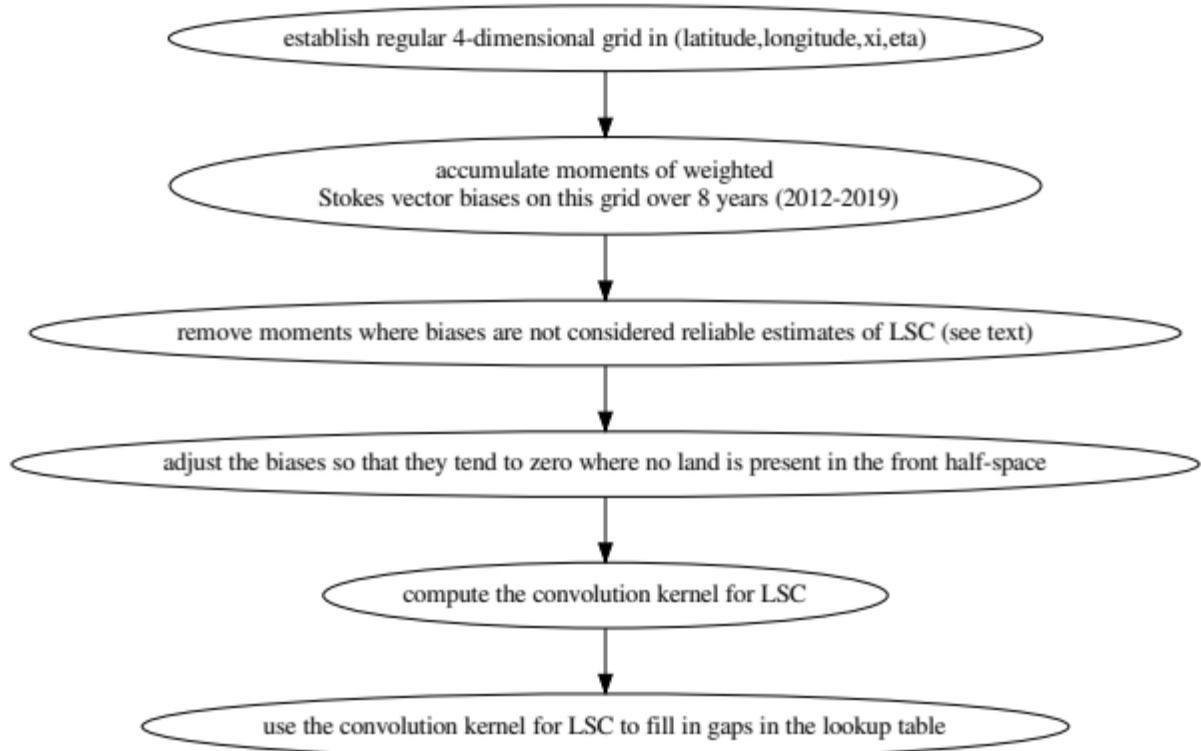 establish regular 4-dimensional grid in (latitude,longitude,xi,eta)
accumulate moments of weighted
Stokes vector biases on this grid over 8 years (2012-2019)
remove moments where biases are not considered reliable estimates of LSC (see text)
adjust the biases so that they tend to zero where no land is present in the front half-space
compute the convolution kernel for LSC
use the convolution kernel for LSC to fill in gaps in the lookup table